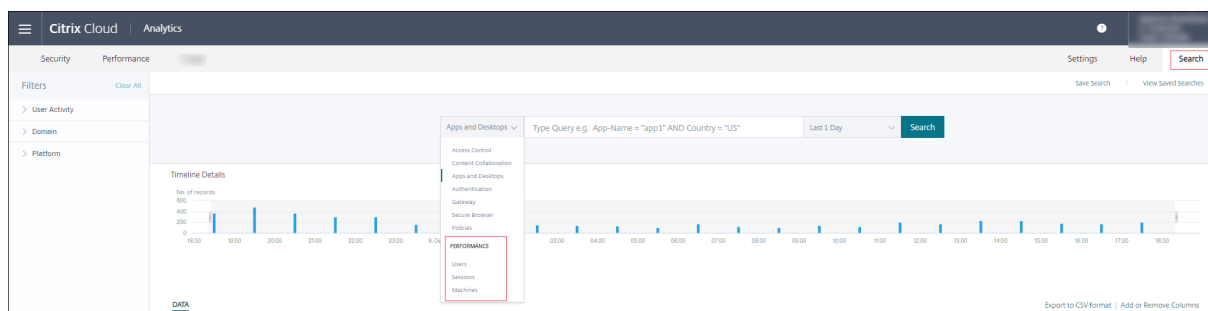 Citrix Cloud | Analytics
?
Security Performance Settings Help Search
Filters Clear All Save Search | View Saved Searches
> User Activity
> Domain
> Platform
Apps and Desktops Type Query e.g. App-Name = "app1" AND Country = "US" Last 1 Day Search
Access Control
Content Collaboration
Apps and Desktops
Authentication
Gateway
Secure Browser
Policies
PERFORMANCE
Users
Sessions
Machines
Timeline Details
No. of records
600
400
200
0
18:00 19:00 20:00 21:00 22:00 23:00 9. De 03:00 04:00 05:00 06:00 07:00 08:00 09:00 10:00 11:00 12:00 13:00 14:00 15:00 16:00 17:00 18:00
DATA Export to CSV format | Add or Remove Columns